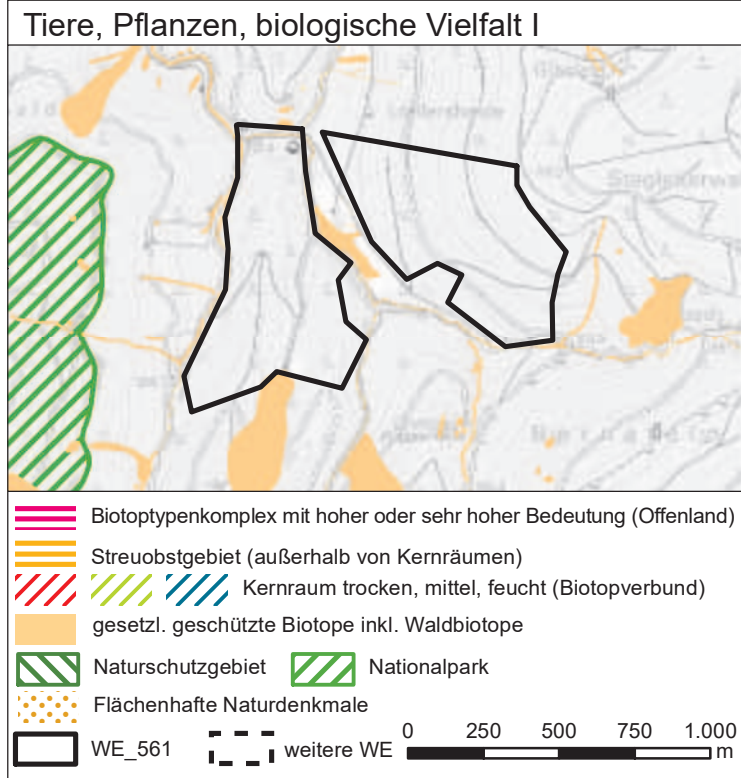 Tiere, Pflanzen, biologische Vielfalt I
Biotoptypenkomplex mit hoher oder sehr hoher Bedeutung (Offenland)
Streuobstgebiet (außerhalb von Kernräumen)
Kernraum trocken, mittel, feucht (Biotopverbund)
gesetzl. geschützte Biotope inkl. Waldbiotope
Naturschutzgebiet Nationalpark
Flächenhafte Naturdenkmale
WE_561 weitere WE 0 250 500 750 1.000 m